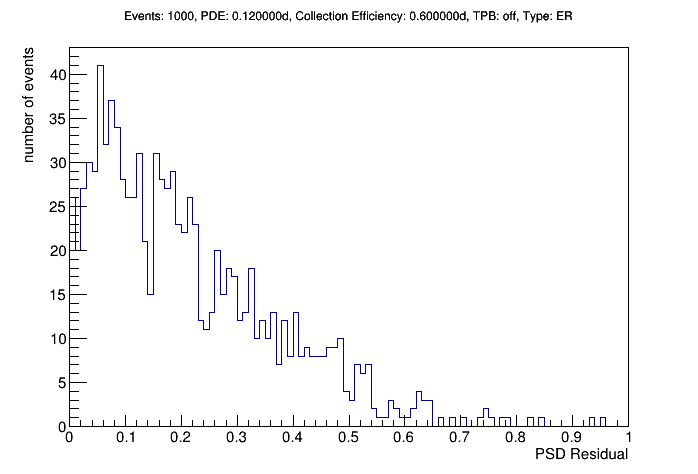 Events: 1000, PDE: 0.120000d, Collection Efficiency: 0.600000d, TPB: off, Type: ER
number of events
40
35
30
25
20
15
10
5
0
0 0.1 0.2 0.3 0.4 0.5 0.6 0.7 0.8 0.9 1
PSD Residual